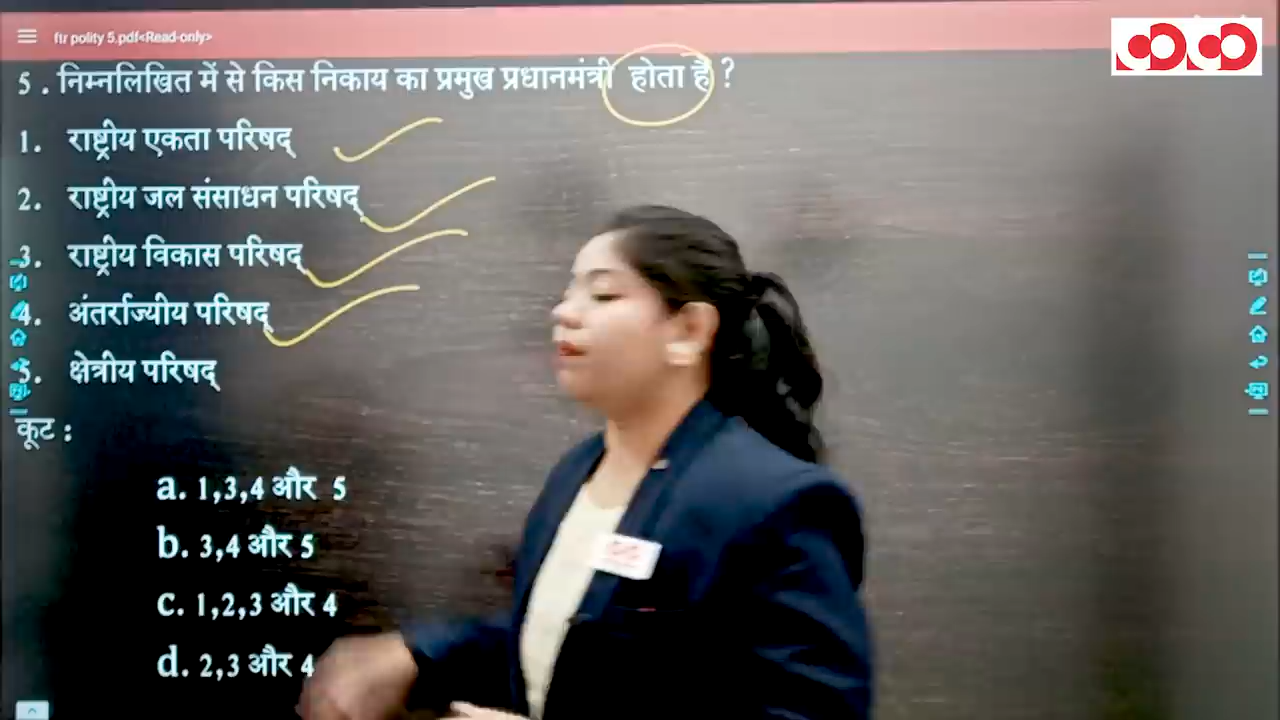 ftr polity 5.pdf<Read-only>
5 . निम्नलिखित में से किस निकाय का प्रमुख प्रधानमंत्री होता है ?
1. राष्ट्रीय एकता परिषद्
2. राष्ट्रीय जल संसाधन परिषद्
3. राष्ट्रीय विकास परिषद्
4. अंतर्राज्यीय परिषद्
5. क्षेत्रीय परिषद्
कूट :
a. 1,3,4 और 5
b. 3,4 और 5
c. 1,2,3 और 4
d. 2,3 और 4